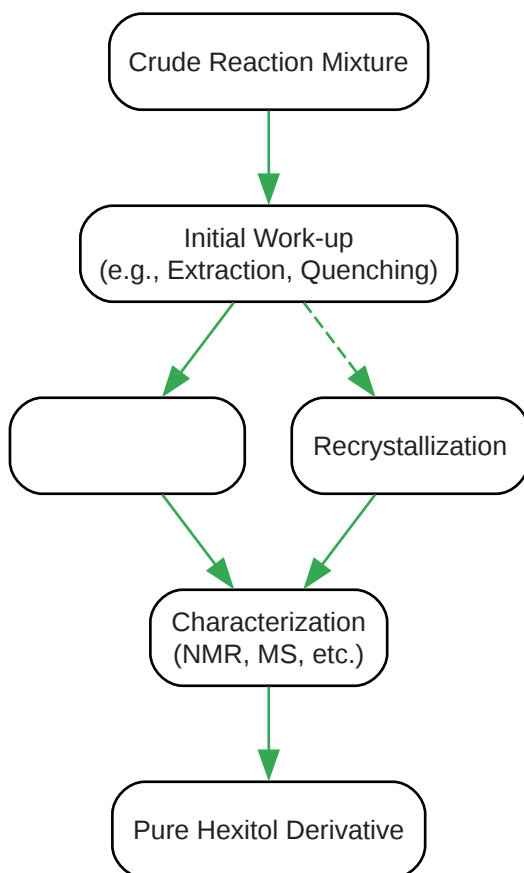 Crude Reaction Mixture
Initial Work-up
(e.g., Extraction, Quenching)
Recrystallization
Characterization
(NMR, MS, etc.)
Pure Hexitol Derivative